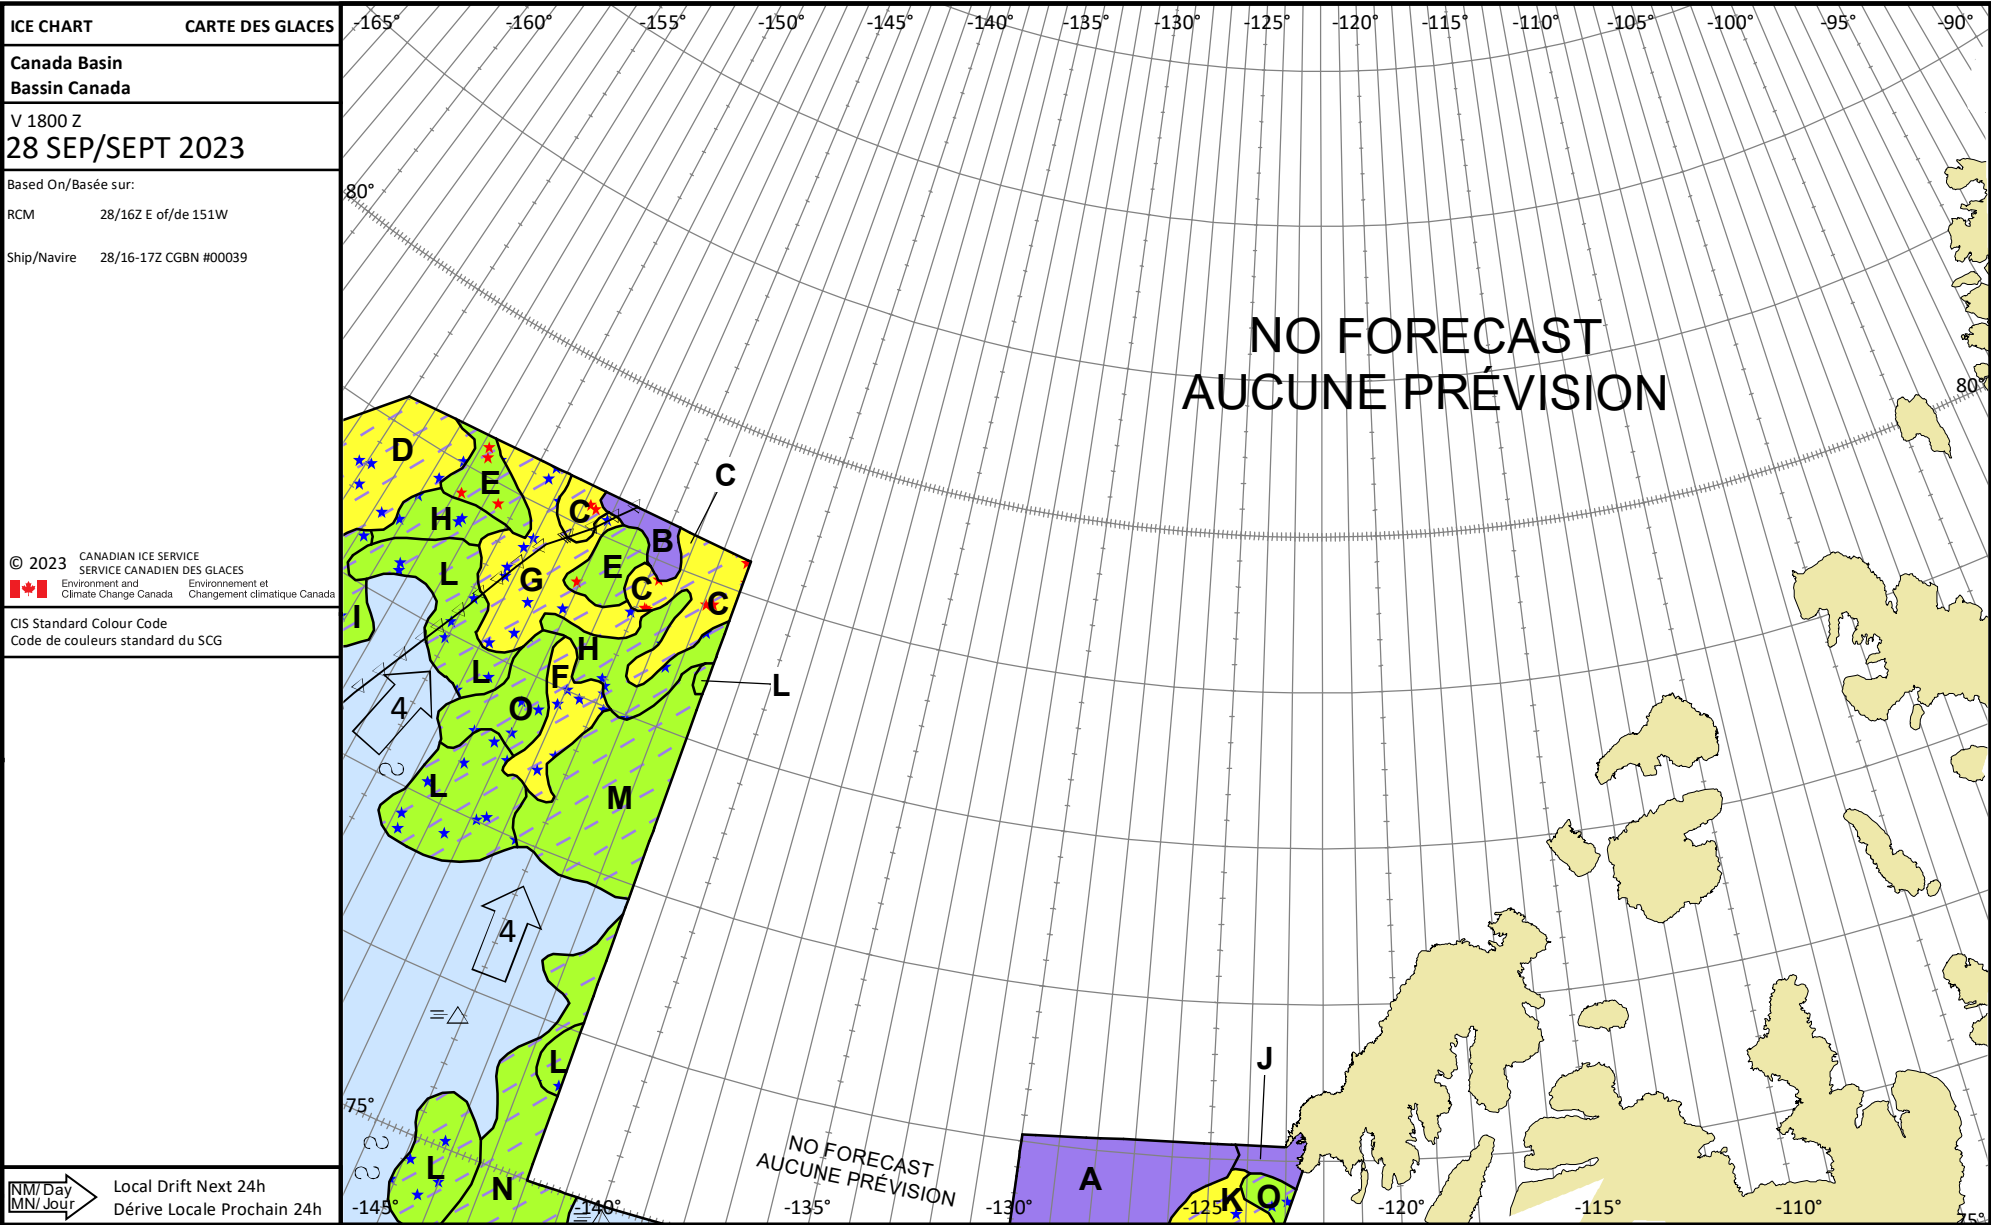 ICE CHART CARTE DES GLACES
Canada Basin
Bassin Canada
V 1800 Z
28 SEP/SEPT 2023
Based On/Basée sur:
RCM 28/16Z E of/de 151W
Ship/Navire 28/16-17Z CGBN #00039
© 2023 CANADIAN ICE SERVICE
SERVICE CANADIEN DES GLACES
Environment and Environnement et
Climate Change Canada Changement climatique Canada
CIS Standard Colour Code
Code de couleurs standard du SCG
NM/Day
MN/Jour
Local Drift Next 24h
Dérive Locale Prochain 24h
-165° -160° -155° -150° -145° -140° -135° -130° -125° -120° -115° -110° -105° -100° -95° -90°
80°
NO FORECAST
AUCUNE PRÉVISION
80°
D
C
E
H
C
B
L
G
E
C
C
I
H
L
F
L
4
O
L
M
4
L
J
75°
NO FORECAST
AUCUNE PRÉVISION
L
N
A
K
O
-145° -140° -135° -130° -125° -120° -115° -110° 75°